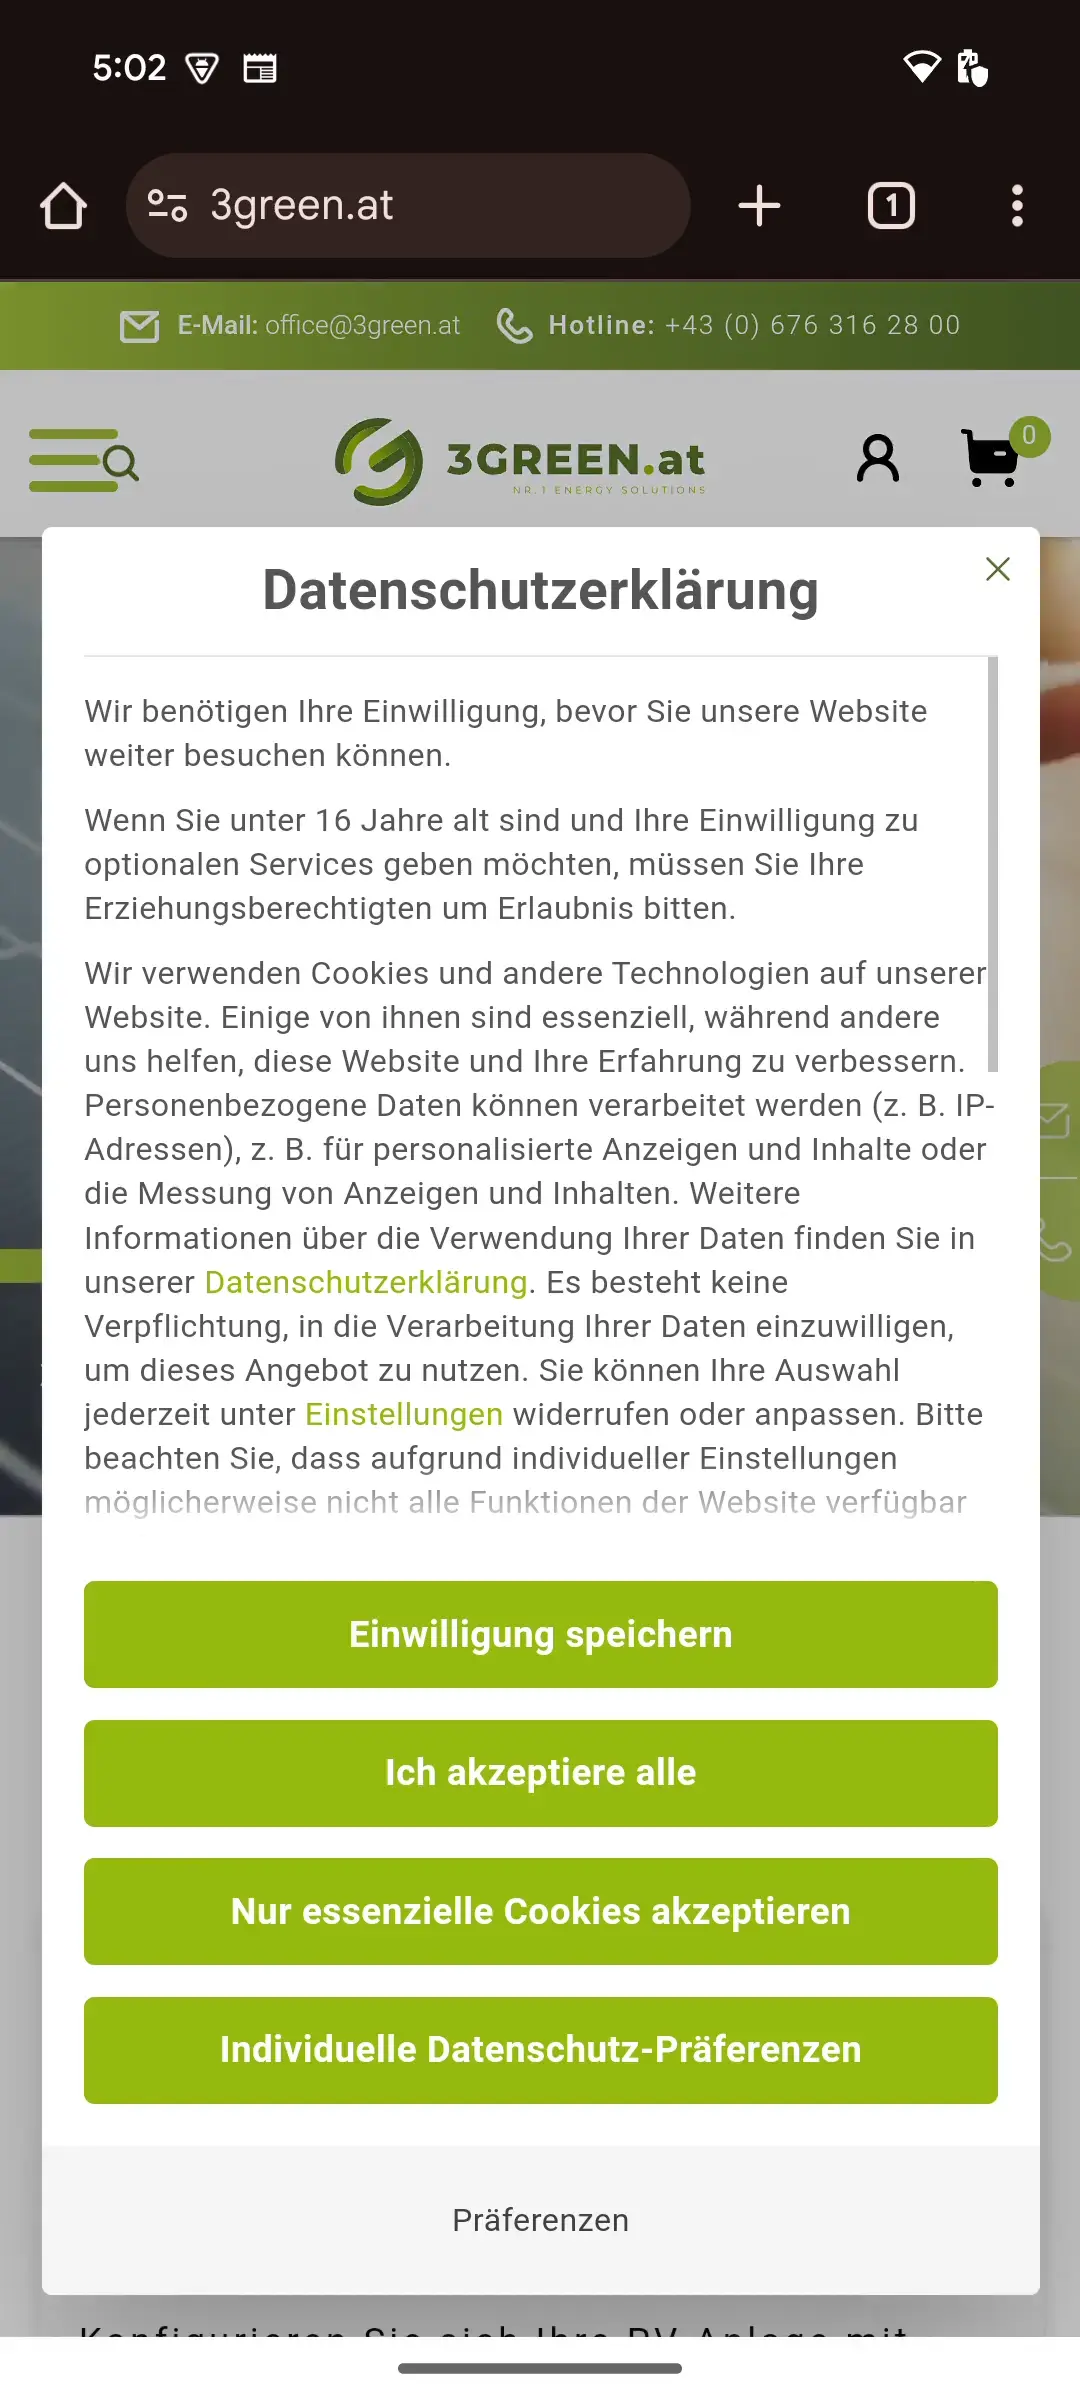 5:02
3green.at
1
E-Mail: office@3green.at Hotline: +43 (0) 676 316 28 00
3GREEN.at
NR.1 ENERGY SOLUTIONS
0
Datenschutzerklärung
Wir benötigen Ihre Einwilligung, bevor Sie unsere Website
weiter besuchen können.
Wenn Sie unter 16 Jahre alt sind und Ihre Einwilligung zu
optionalen Services geben möchten, müssen Sie Ihre
Erziehungsberechtigten um Erlaubnis bitten.
Wir verwenden Cookies und andere Technologien auf unserer
Website. Einige von ihnen sind essenziell, während andere
uns helfen, diese Website und Ihre Erfahrung zu verbessern.
Personenbezogene Daten können verarbeitet werden (z. B. IP-
Adressen), z. B. für personalisierte Anzeigen und Inhalte oder
die Messung von Anzeigen und Inhalten. Weitere
Informationen über die Verwendung Ihrer Daten finden Sie in
unserer Datenschutzerklärung. Es besteht keine
Verpflichtung, in die Verarbeitung Ihrer Daten einzuwilligen,
um dieses Angebot zu nutzen. Sie können Ihre Auswahl
jederzeit unter Einstellungen widerrufen oder anpassen. Bitte
beachten Sie, dass aufgrund individueller Einstellungen
möglicherweise nicht alle Funktionen der Website verfügbar
Einwilligung speichern
Ich akzeptiere alle
Nur essenzielle Cookies akzeptieren
Individuelle Datenschutz-Präferenzen
Präferenzen
Konfigurieren Sie sich Ihre PV-Anlage mit